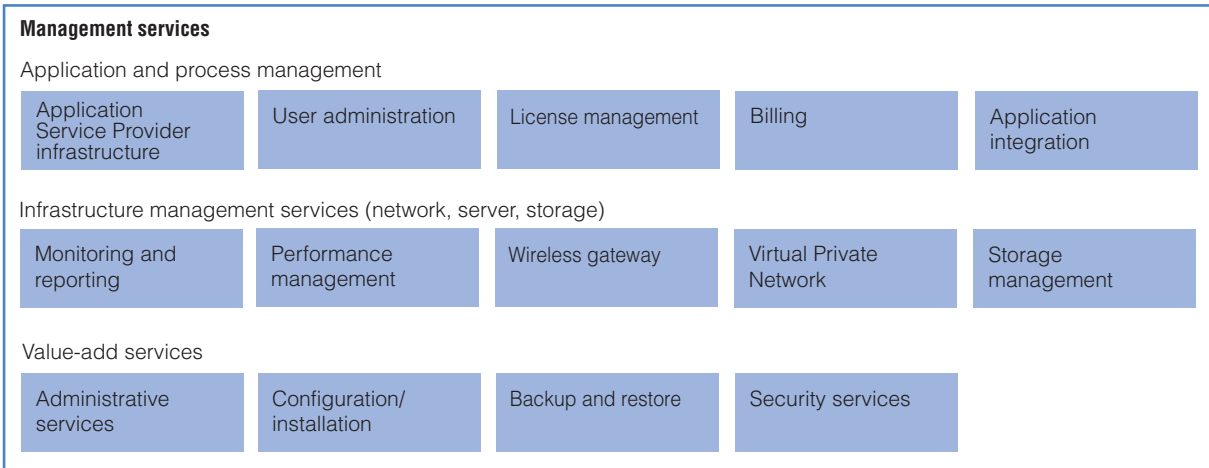 Management services
Application and process management
Application
Service Provider
infrastructure
User administration
License management
Billing
Application
integration
Infrastructure management services (network, server, storage)
Monitoring and
reporting
Performance
management
Wireless gateway
Virtual Private
Network
Storage
management
Value-add services
Administrative
services
Configuration/
installation
Backup and restore
Security services